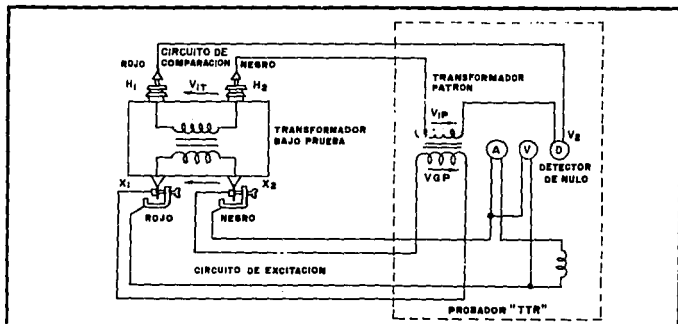 CIRCUITO DE
COMPARACION
ROJO
NEGRO
H1
VIT
H2
TRANSFORMADOR
PATRON
VIP
TRANSFORMADOR
BAJO PRUEBA
A
V
D
V2
DETECTOR
DE NULO
VGP
X1
X2
ROJO
NEGRO
CIRCUITO DE EXCITACION
PROBADOR "TTR"